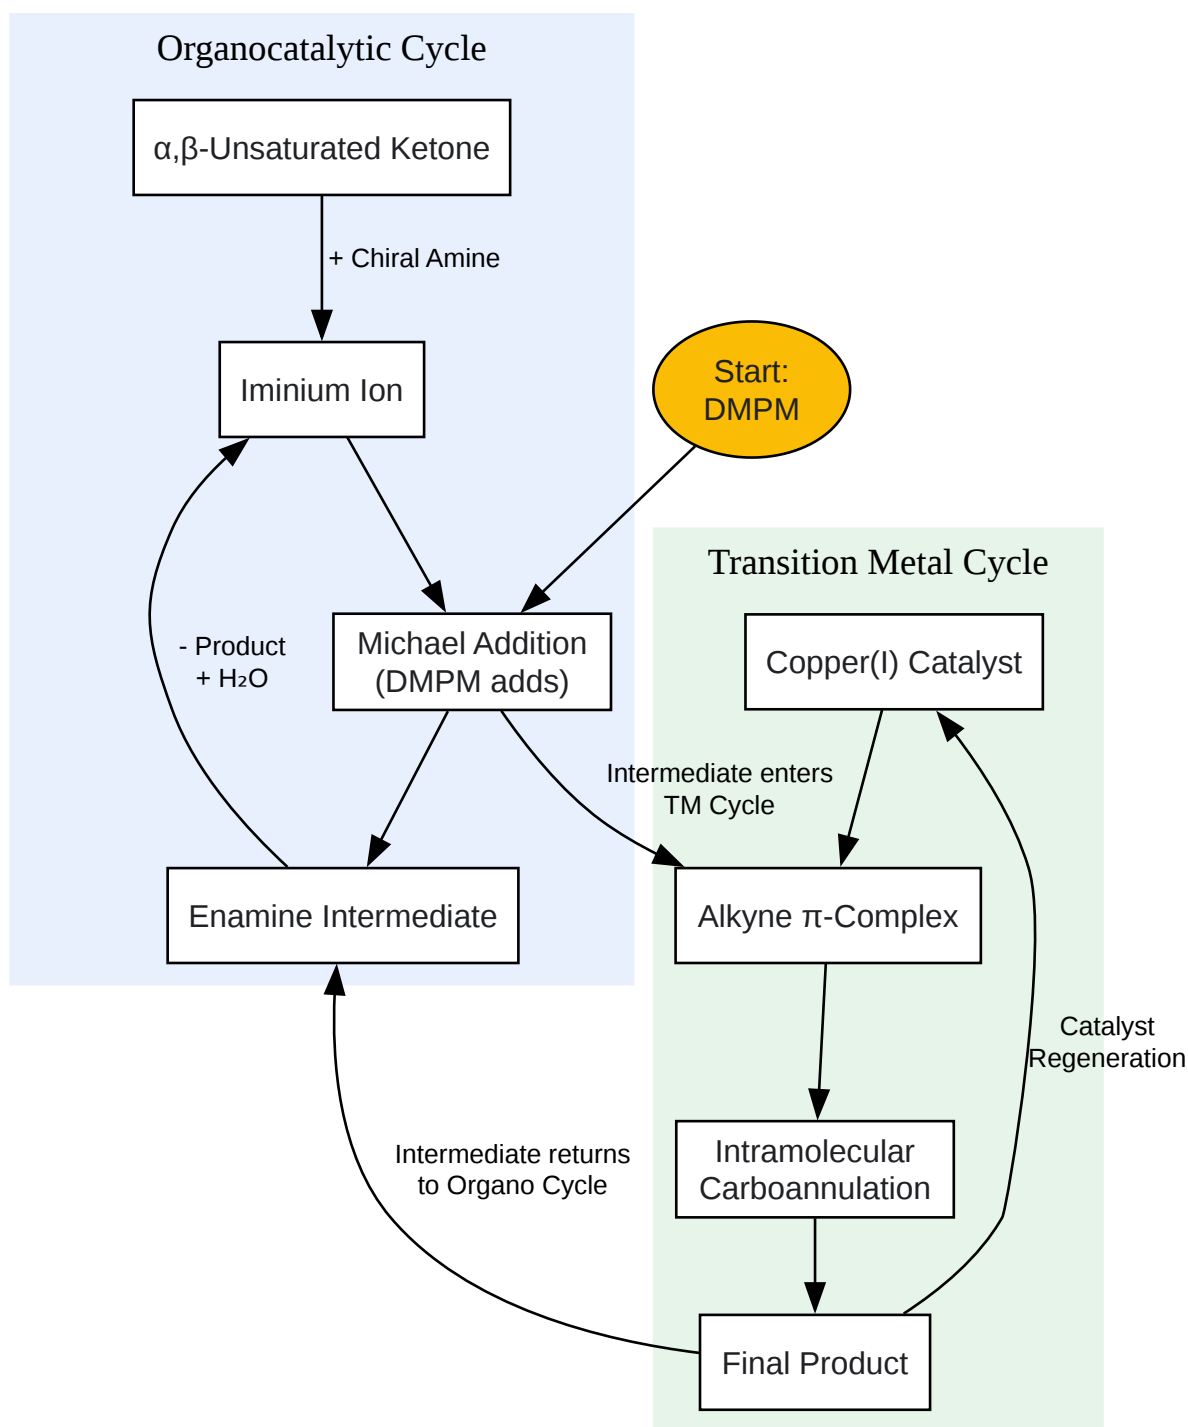 Organocatalytic Cycle
α,β-Unsaturated Ketone
+ Chiral Amine
Iminium Ion
Start:
DMPM
Transition Metal Cycle
Michael Addition
(DMPM adds)
Copper(I) Catalyst
- Product
+ H₂O
Intermediate enters
TM Cycle
Enamine Intermediate
Alkyne π-Complex
Catalyst
Regeneration
Intramolecular
Carboannulation
Intermediate returns
to Organo Cycle
Final Product